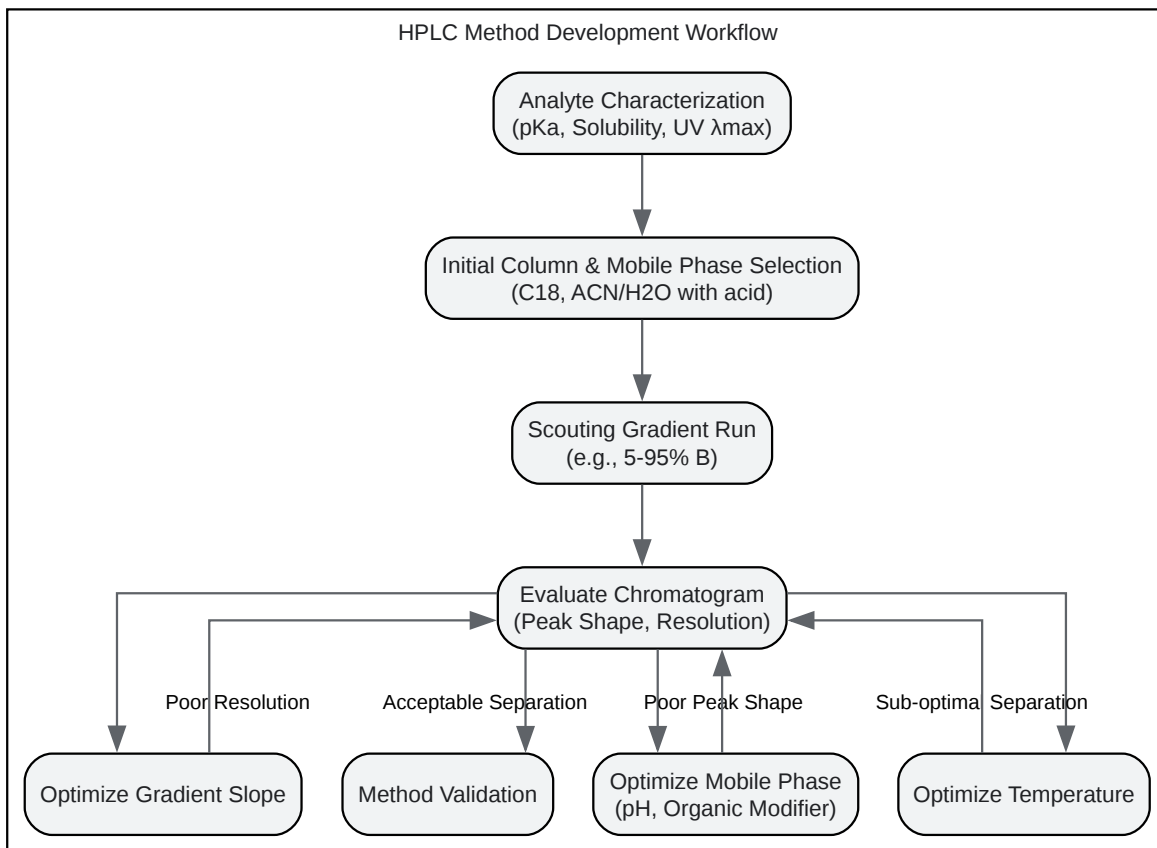 HPLC Method Development Workflow
Analyte Characterization
(pKa, Solubility, UV λmax)
Initial Column & Mobile Phase Selection
(C18, ACN/H2O with acid)
Scouting Gradient Run
(e.g., 5-95% B)
Evaluate Chromatogram
(Peak Shape, Resolution)
Poor Resolution
Acceptable Separation
Poor Peak Shape
Sub-optimal Separation
Optimize Gradient Slope
Method Validation
Optimize Mobile Phase
(pH, Organic Modifier)
Optimize Temperature